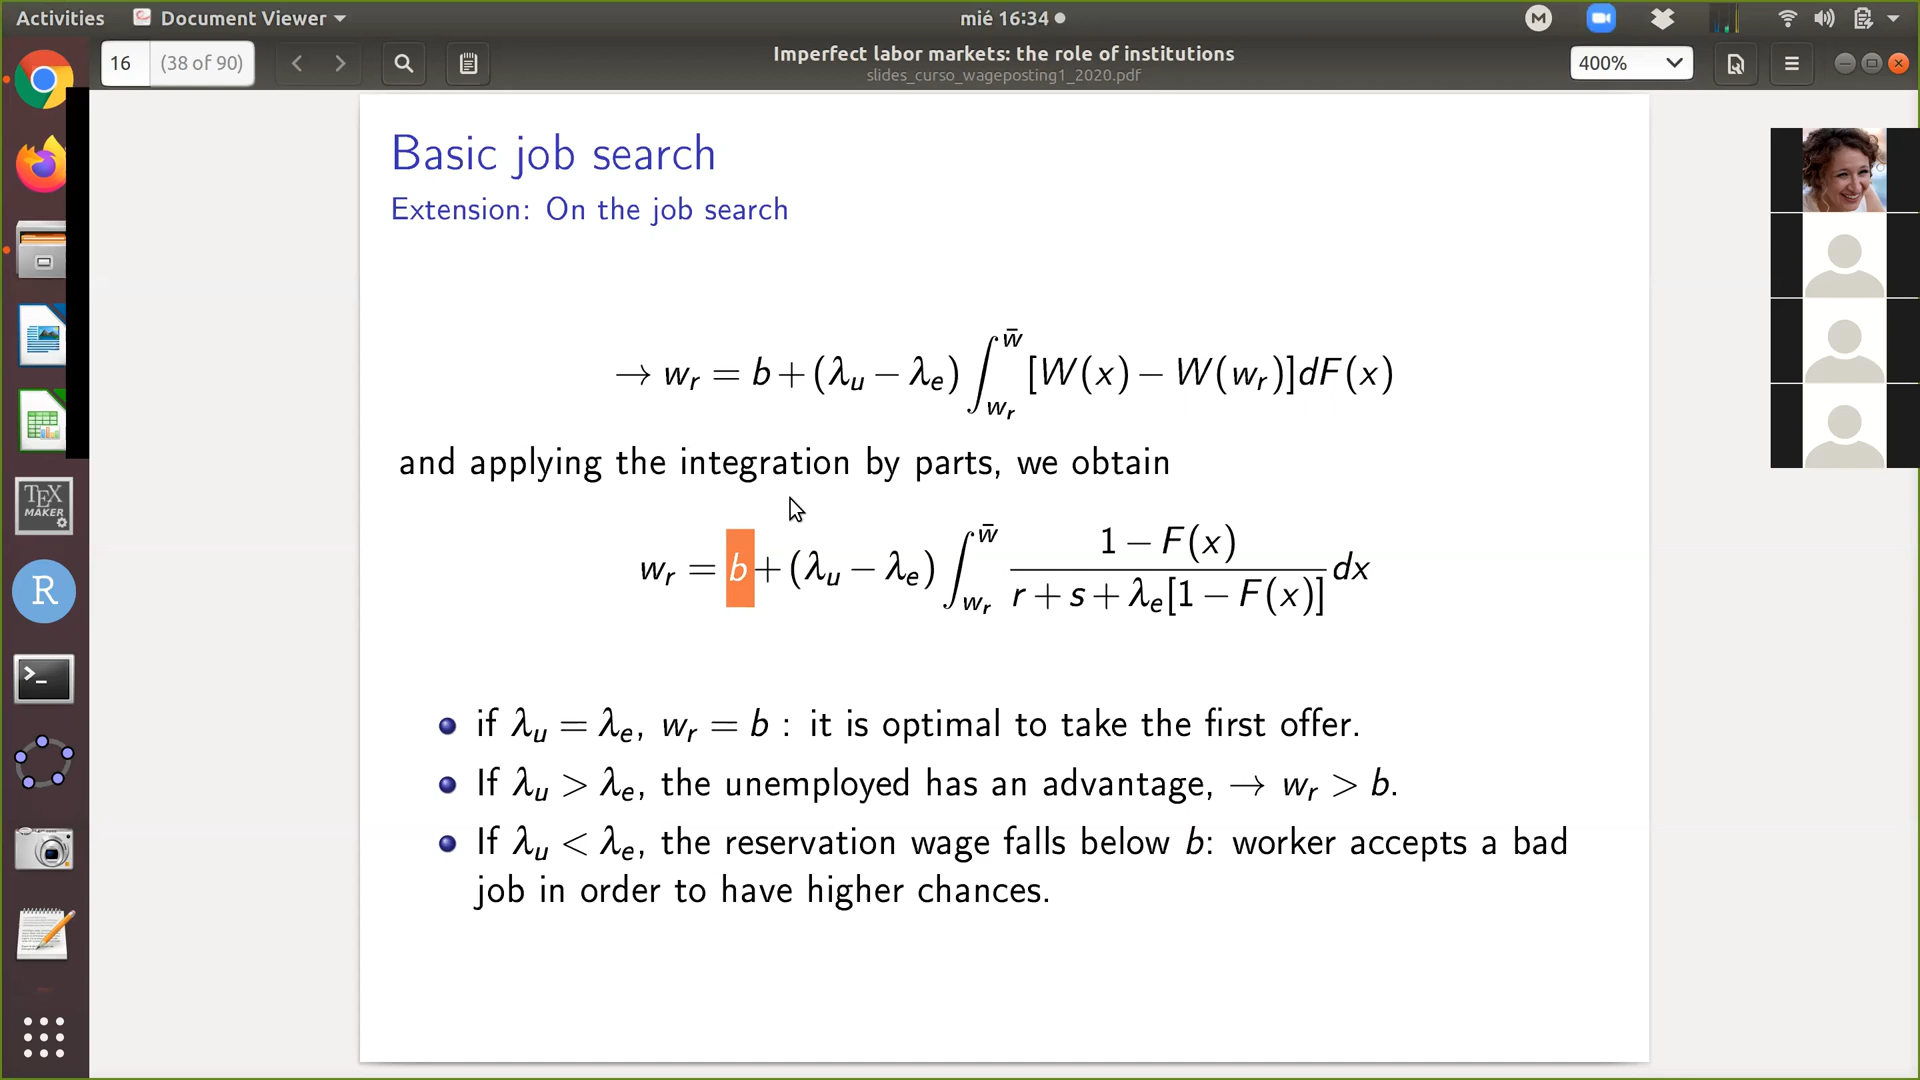 Activities Document Viewer mié 16:34 M
16 (38 of 90) Imperfect labor markets: the role of institutions 400%
slides_curso_wageposting1_2020.pdf
Basic job search
Extension: On the job search
→ w_r = b + (λ_u − λ_e) ∫_{w_r}^{w̄} [W(x) − W(w_r)]dF(x)
and applying the integration by parts, we obtain
w_r = b + (λ_u − λ_e) ∫_{w_r}^{w̄} \frac{1 − F(x)}{r + s + λ_e[1 − F(x)]} dx
if λ_u = λ_e, w_r = b : it is optimal to take the first offer.
If λ_u > λ_e, the unemployed has an advantage, → w_r > b.
If λ_u < λ_e, the reservation wage falls below b: worker accepts a bad
job in order to have higher chances.
TEX
MAKER
R
>_